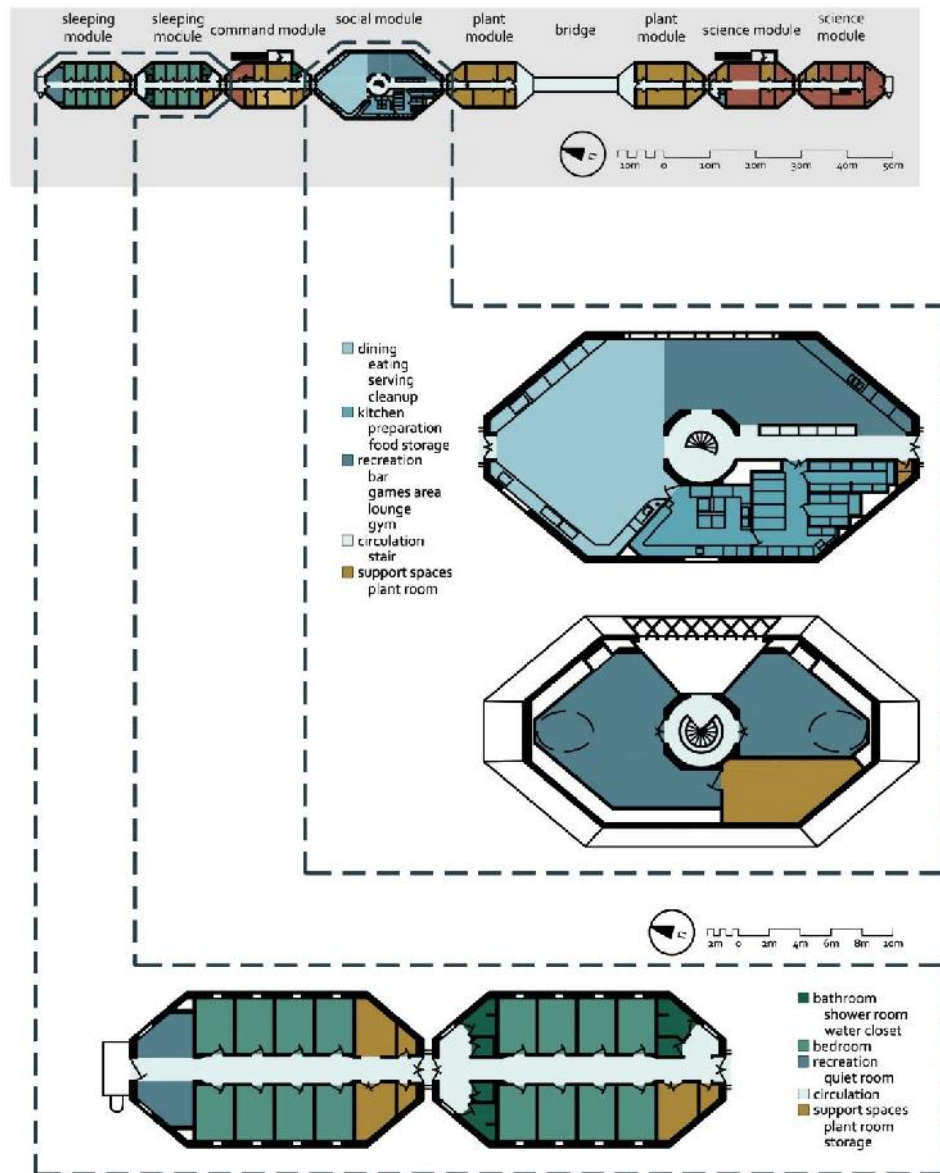 sleeping
module
sleeping
module
command module
social module
plant
module
bridge
plant
module
science module
science
module
10m 0 10m 20m 30m 40m 50m
dining
eating
serving
cleanup
kitchen
preparation
food storage
recreation
bar
games area
lounge
gym
circulation
stair
support spaces
plant room
2m 0 2m 4m 6m 8m 10m
bathroom
shower room
water closet
bedroom
recreation
quiet room
circulation
support spaces
plant room
storage